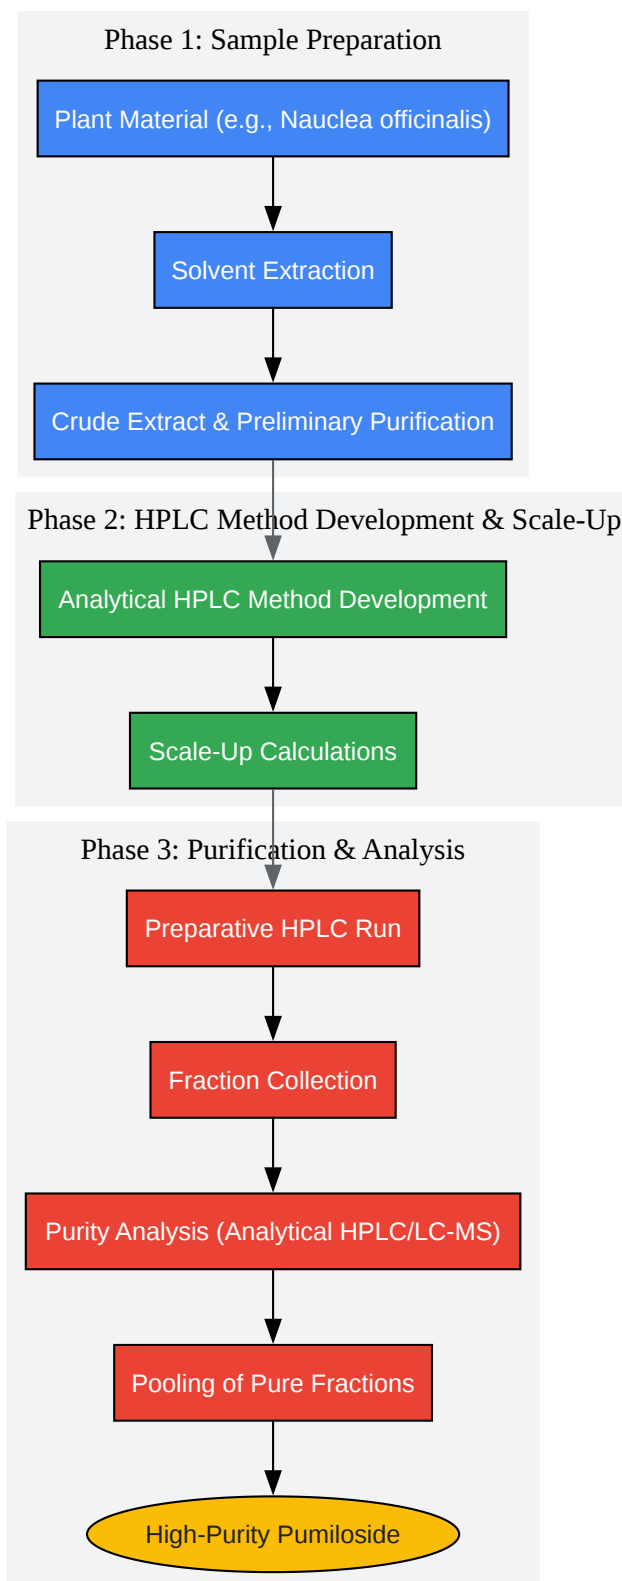 Phase 1: Sample Preparation
Plant Material (e.g., Nauclea officinalis)
Solvent Extraction
Crude Extract & Preliminary Purification
Phase 2: HPLC Method Development & Scale-Up
Analytical HPLC Method Development
Scale-Up Calculations
Phase 3: Purification & Analysis
Preparative HPLC Run
Fraction Collection
Purity Analysis (Analytical HPLC/LC-MS)
Pooling of Pure Fractions
High-Purity Pumiloside